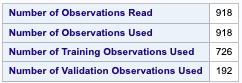 Number of Observations Read 918
Number of Observations Used 918
Number of Training Observations Used 726
Number of Validation Observations Used 192